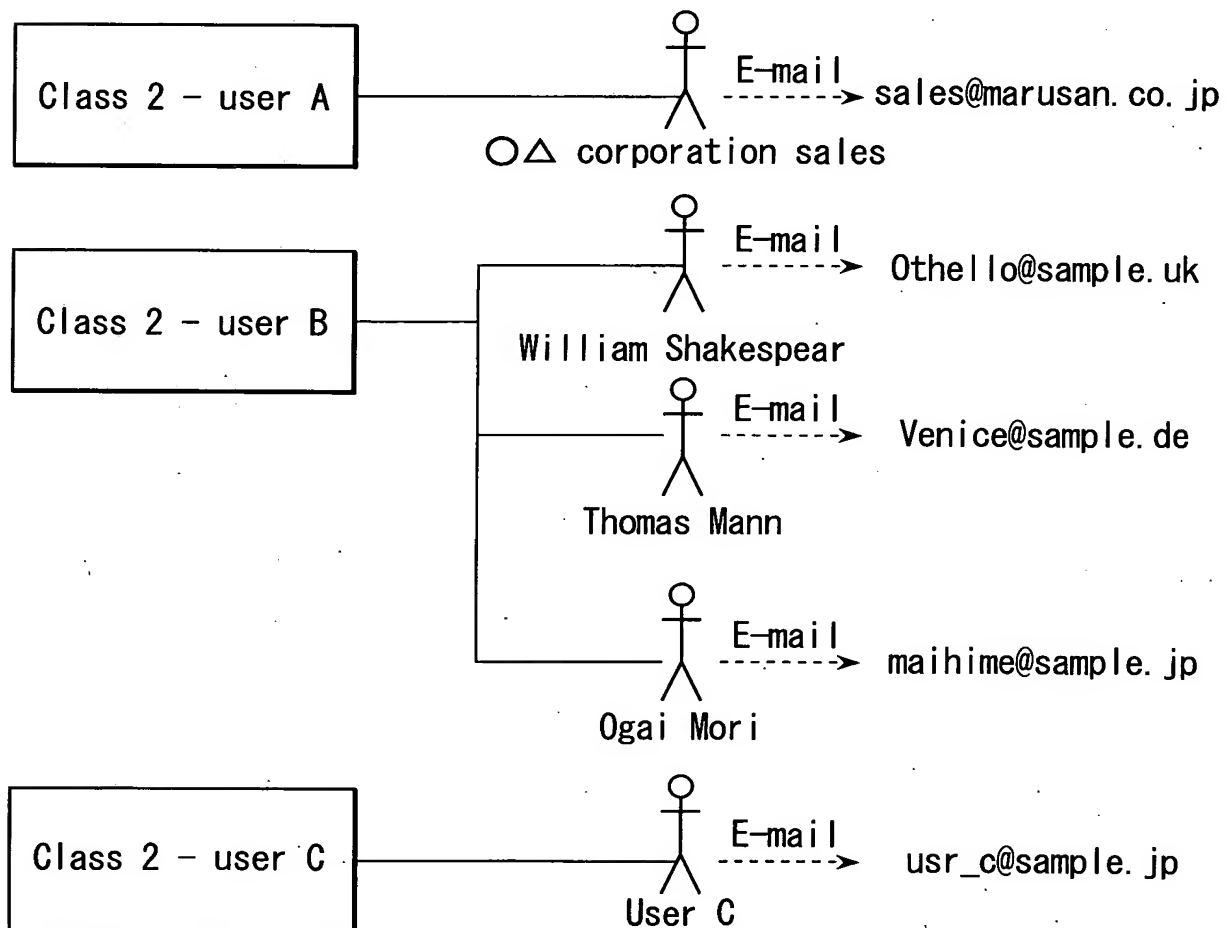 Class 2 - user A
E-mail
sales@marusan.co.jp
○△ corporation sales
Class 2 - user B
E-mail
Othello@sample.uk
William Shakespear
E-mail
Venice@sample.de
Thomas Mann
E-mail
maihime@sample.jp
Ogai Mori
Class 2 - user C
E-mail
usr_c@sample.jp
User C